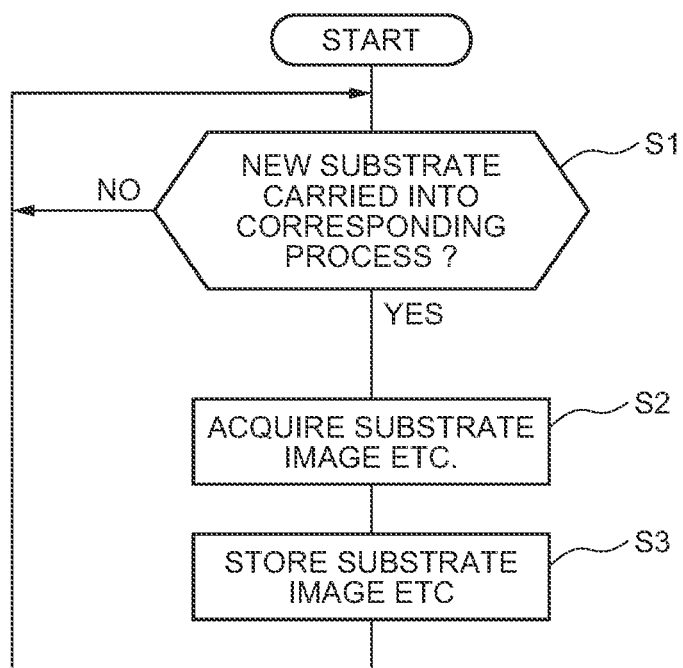 START
S1
NEW SUBSTRATE
CARRIED INTO
CORRESPONDING
PROCESS ?
NO
YES
S2
ACQUIRE SUBSTRATE
IMAGE ETC.
S3
STORE SUBSTRATE
IMAGE ETC